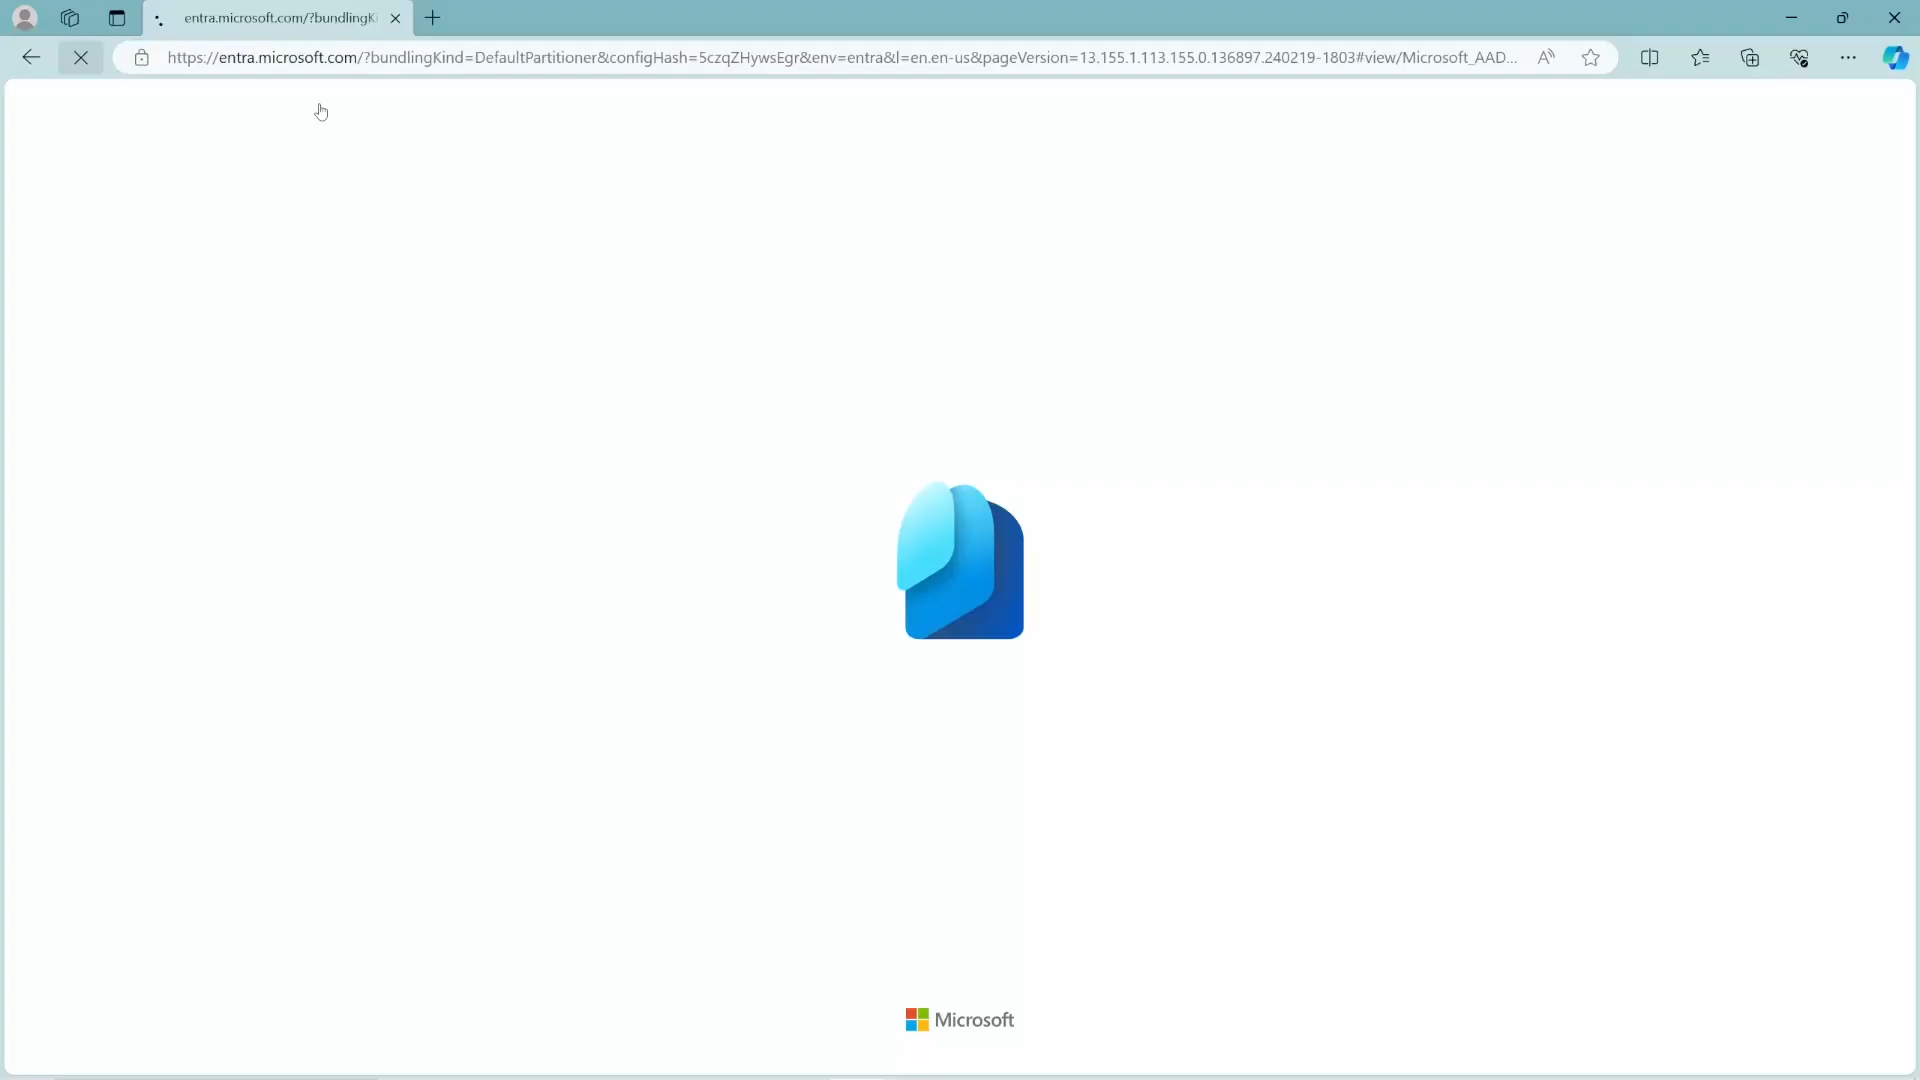 entra.microsoft.com/?bundlingKi
https://entra.microsoft.com/?bundlingKind=DefaultPartitioner&configHash=5czqZHywsEgr&env=entra&l=en.en-us&pageVersion=13.155.1.113.155.0.136897.240219-1803#view/Microsoft_AAD...
Microsoft